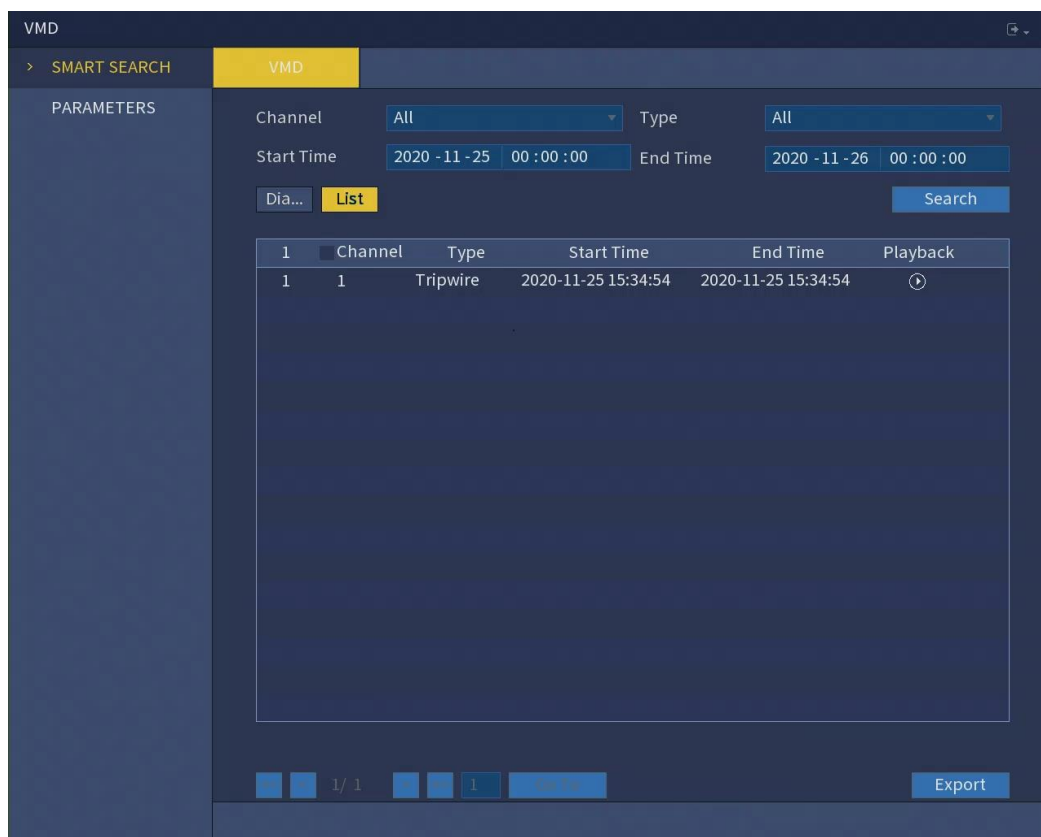 VMD
> SMART SEARCH
VMD
PARAMETERS
Channel All Type All
Start Time 2020 -11 -25 00 :00 :00 End Time 2020 -11 -26 00 :00 :00
Dia... List Search
1 Channel Type Start Time End Time Playback
1 1 Tripwire 2020-11-25 15:34:54 2020-11-25 15:34:54
1/ 1 1 Export